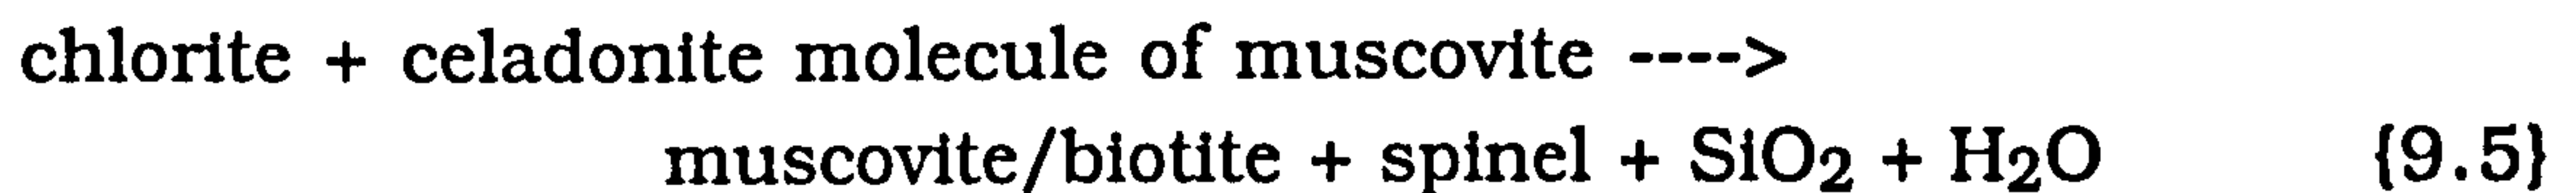 chlorite + celadonite molecule of muscovite ---->
muscovite/biotite + spinel + SiO₂ + H₂O {9.5}